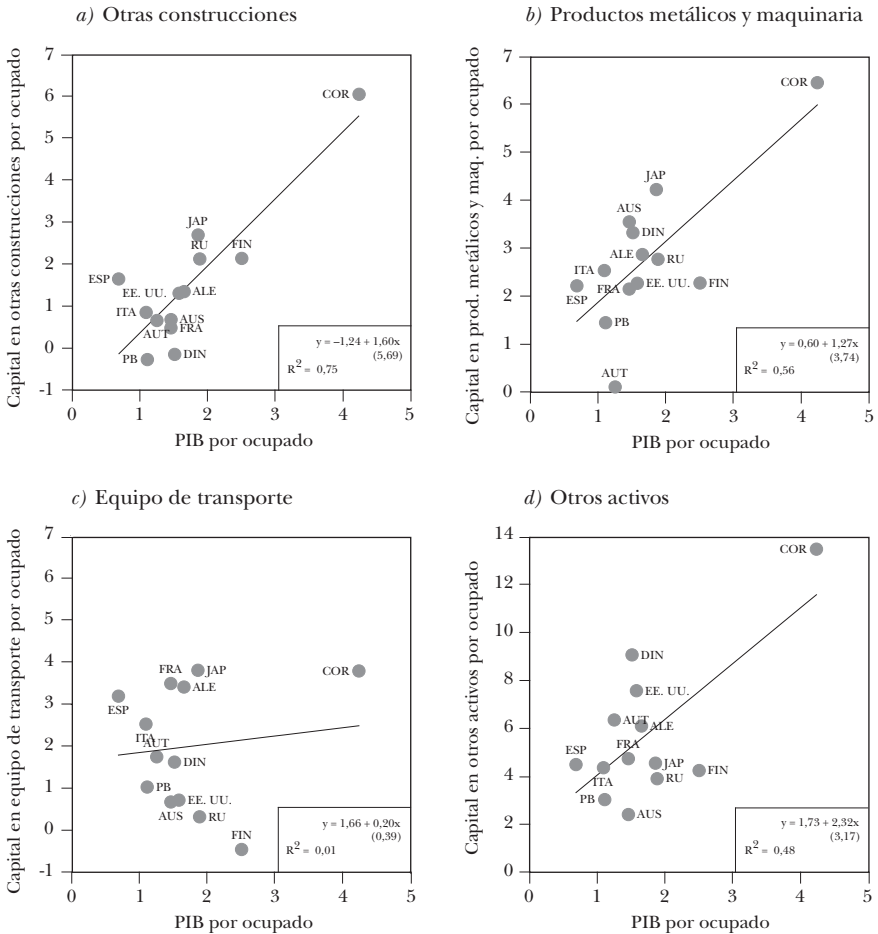 a) Otras construcciones
Capital en otras construcciones por ocupado
7
6
5
4
3
2
1
0
-1
COR
JAP
RU
FIN
ESP
EE. UU.
ALE
ITA
AUS
AUT
FRA
PB
DIN
y = –1,24 + 1,60x
(5,69)
R2 = 0,75
0 1 2 3 4 5
PIB por ocupado
b) Productos metálicos y maquinaria
Capital en prod. metálicos y maq. por ocupado
7
6
5
4
3
2
1
0
COR
JAP
AUS
DIN
ALE
RU
ITA
ESP
FRA
EE. UU.
FIN
PB
AUT
y = 0,60 + 1,27x
(3,74)
R2 = 0,56
0 1 2 3 4 5
PIB por ocupado
c) Equipo de transporte
Capital en equipo de transporte por ocupado
7
6
5
4
3
2
1
0
-1
FRA
JAP
COR
ALE
ESP
ITA
AUT
DIN
PB
EE. UU.
AUS
RU
FIN
y = 1,66 + 0,20x
(0,39)
R2 = 0,01
0 1 2 3 4 5
PIB por ocupado
d) Otros activos
Capital en otros activos por ocupado
14
12
10
8
6
4
2
0
COR
DIN
EE. UU.
AUT
ALE
FRA
ESP
JAP
FIN
ITA
RU
PB
AUS
y = 1,73 + 2,32x
(3,17)
R2 = 0,48
0 1 2 3 4 5
PIB por ocupado